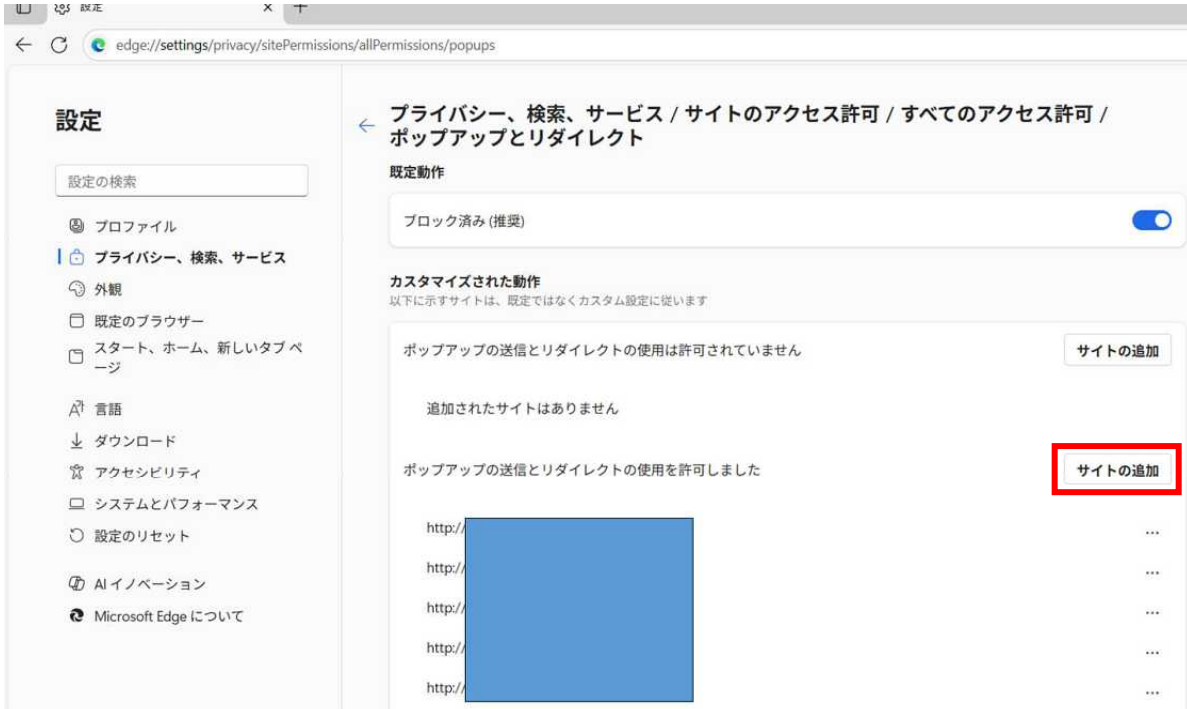 設定
edge://settings/privacy/sitePermissions/allPermissions/popups
設定
設定の検索
プロファイル
プライバシー、検索、サービス
外観
既定のブラウザー
スタート、ホーム、新しいタブ ペ
ージ
言語
ダウンロード
アクセシビリティ
システムとパフォーマンス
設定のリセット
AI イノベーション
Microsoft Edge について
プライバシー、検索、サービス / サイトのアクセス許可 / すべてのアクセス許可 /
ポップアップとリダイレクト
既定動作
ブロック済み (推奨)
カスタマイズされた動作
以下に示すサイトは、既定ではなくカスタム設定に従います
ポップアップの送信とリダイレクトの使用は許可されていません
サイトの追加
追加されたサイトはありません
ポップアップの送信とリダイレクトの使用を許可しました
サイトの追加
http://
http://
http://
http://
http://